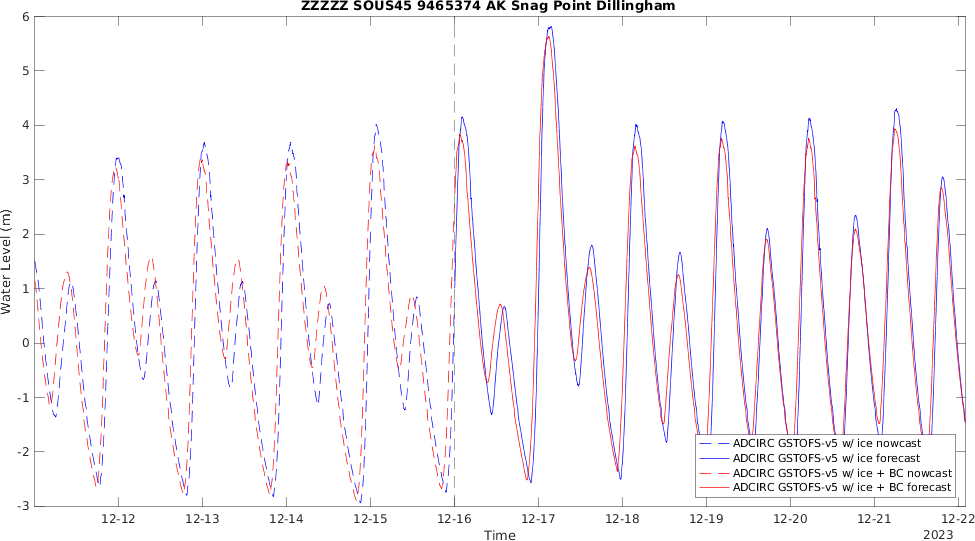 ZZZZZ SOUS45 9465374 AK Snag Point Dillingham
6
5
4
3
2
1
0
-1
-2
-3
Water Level (m)
12-12 12-13 12-14 12-15 12-16 12-17 12-18 12-19 12-20 12-21 12-22
Time
2023
ADCIRC GSTOFS-v5 w/ ice nowcast
ADCIRC GSTOFS-v5 w/ ice forecast
ADCIRC GSTOFS-v5 w/ ice + BC nowcast
ADCIRC GSTOFS-v5 w/ ice + BC forecast